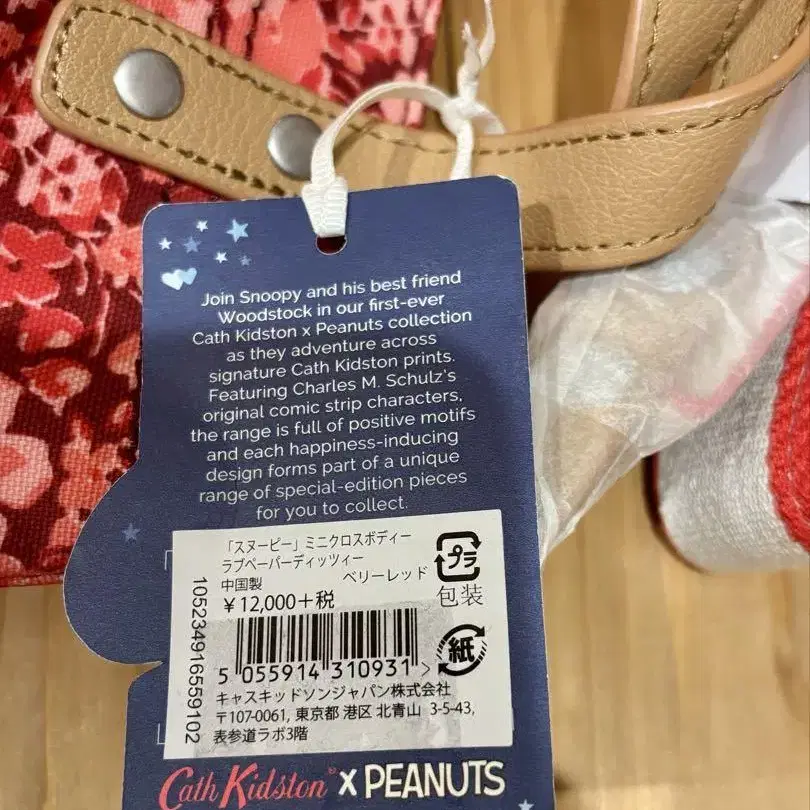 Join Snoopy and his best friend
Woodstock in our first-ever
Cath Kidston x Peanuts collection
as they adventure across
signature Cath Kidston prints.
Featuring Charles M. Schulz's
original comic strip characters,
the range is full of positive motifs
and each happiness-inducing
design forms part of a unique
range of special-edition pieces
for you to collect.
「スヌーピー」ミニクロスボディー
ラブペーパーディッツィー
中国製 ベリーレッド
¥12,000+税
プラ
包装
105234916559102
5 055914 310931 >
紙
キャスキッドソンジャパン株式会社
〒107-0061, 東京都 港区 北青山 3-5-43,
表参道ラボ3階
Cath Kidston® x PEANUTS